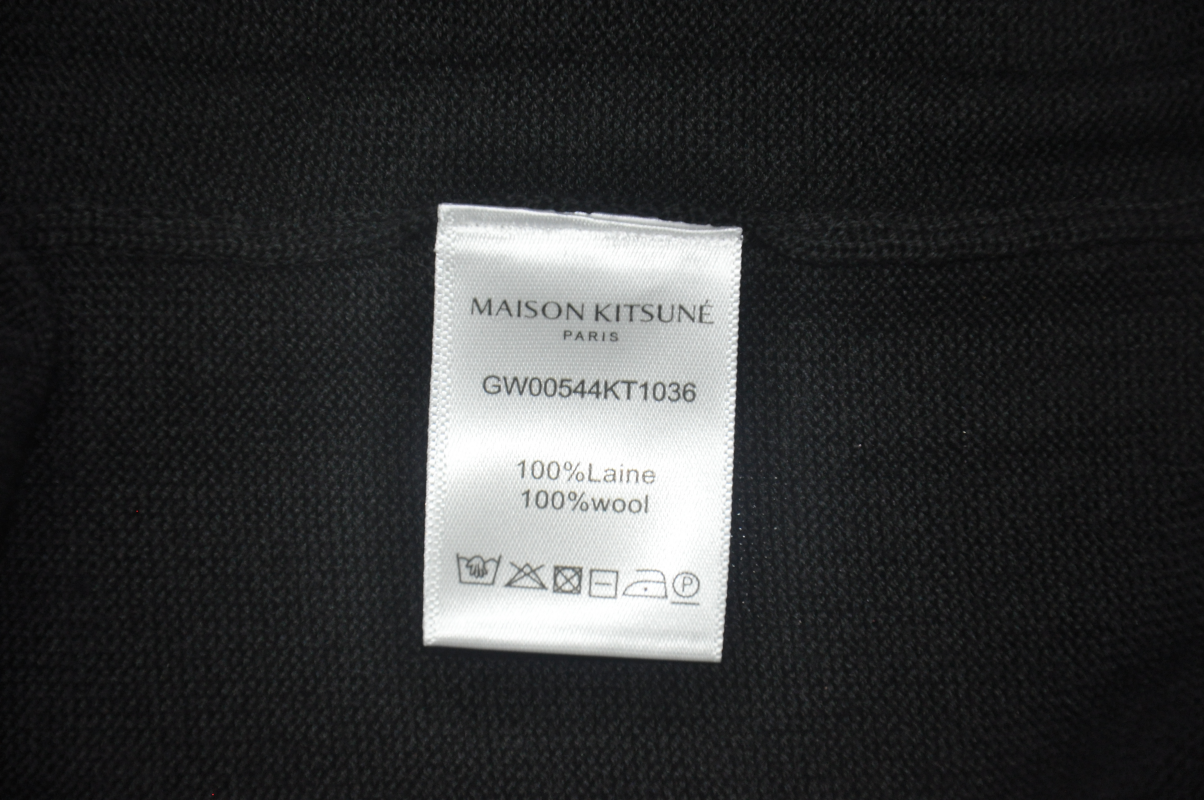 MAISON KITSUNÉ
PARIS
GW00544KT1036
100%Laine
100%wool
P